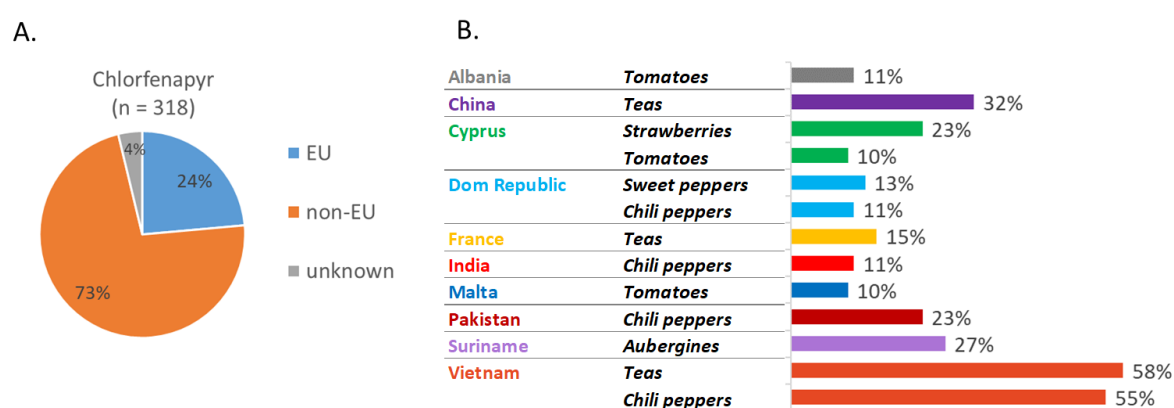 A.
Chlorfenapyr
(n = 318)
4%
24%
73%
EU
non-EU
unknown
B.
Albania Tomatoes 11%
China Teas 32%
Cyprus Strawberries 23%
Tomatoes 10%
Dom Republic Sweet peppers 13%
Chili peppers 11%
France Teas 15%
India Chili peppers 11%
Malta Tomatoes 10%
Pakistan Chili peppers 23%
Suriname Aubergines 27%
Vietnam Teas 58%
Chili peppers 55%